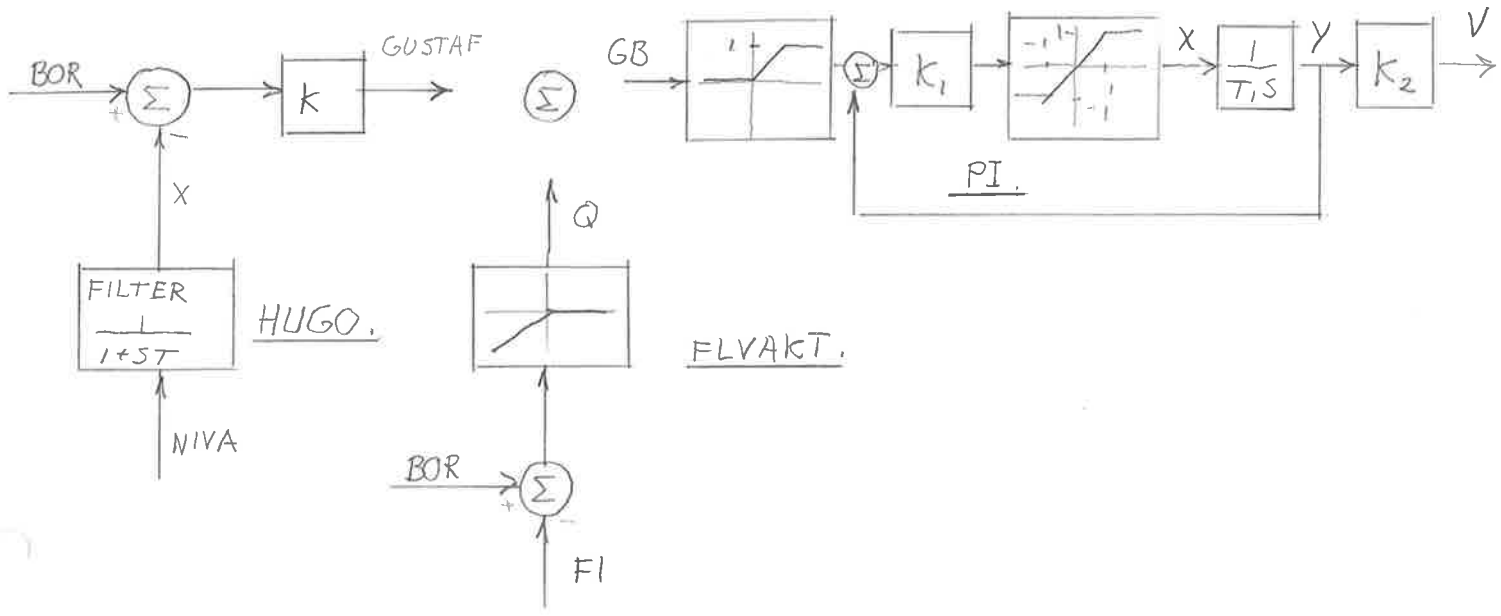 BOR
+
Σ
−
K
GUSTAF
X
FILTER
1
1+ST
HUGO.
NIVA
Σ
Q
FLVAKT.
BOR
+
Σ
−
FI
GB
1
Σ
K₁
-1
1
1
-1
X
1
T₁S
Y
K₂
V
PI.